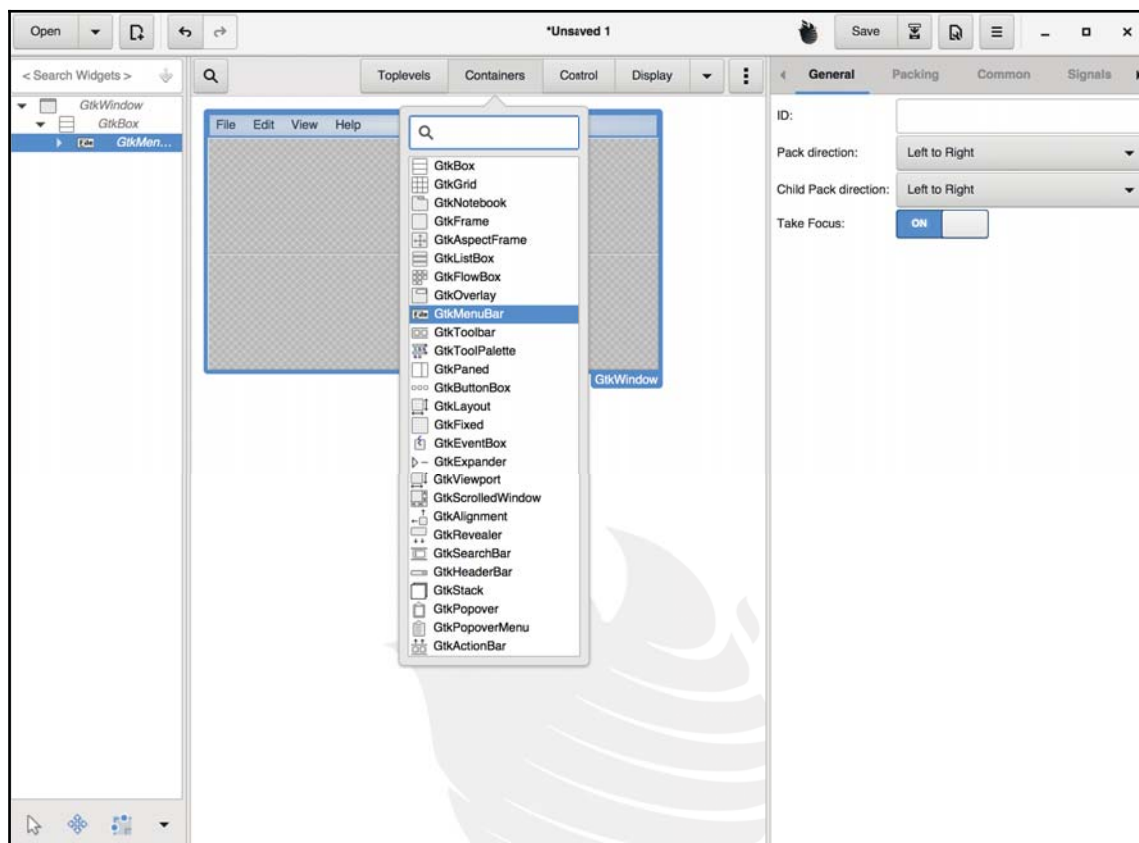 Open
*Unsaved 1
Save
< Search Widgets >
Toplevels
Containers
Control
Display
General
Packing
Common
Signals
GtkWindow
GtkBox
File
GtkMen...
File Edit View Help
GtkWindow
GtkBox
GtkGrid
GtkNotebook
GtkFrame
GtkAspectFrame
GtkListBox
GtkFlowBox
GtkOverlay
File
GtkMenuBar
GtkToolbar
GtkToolPalette
GtkPaned
GtkButtonBox
GtkLayout
GtkFixed
GtkEventBox
GtkExpander
GtkViewport
GtkScrolledWindow
GtkAlignment
GtkRevealer
GtkSearchBar
GtkHeaderBar
GtkStack
GtkPopover
GtkPopoverMenu
GtkActionBar
ID:
Pack direction:
Left to Right
Child Pack direction:
Left to Right
Take Focus:
ON